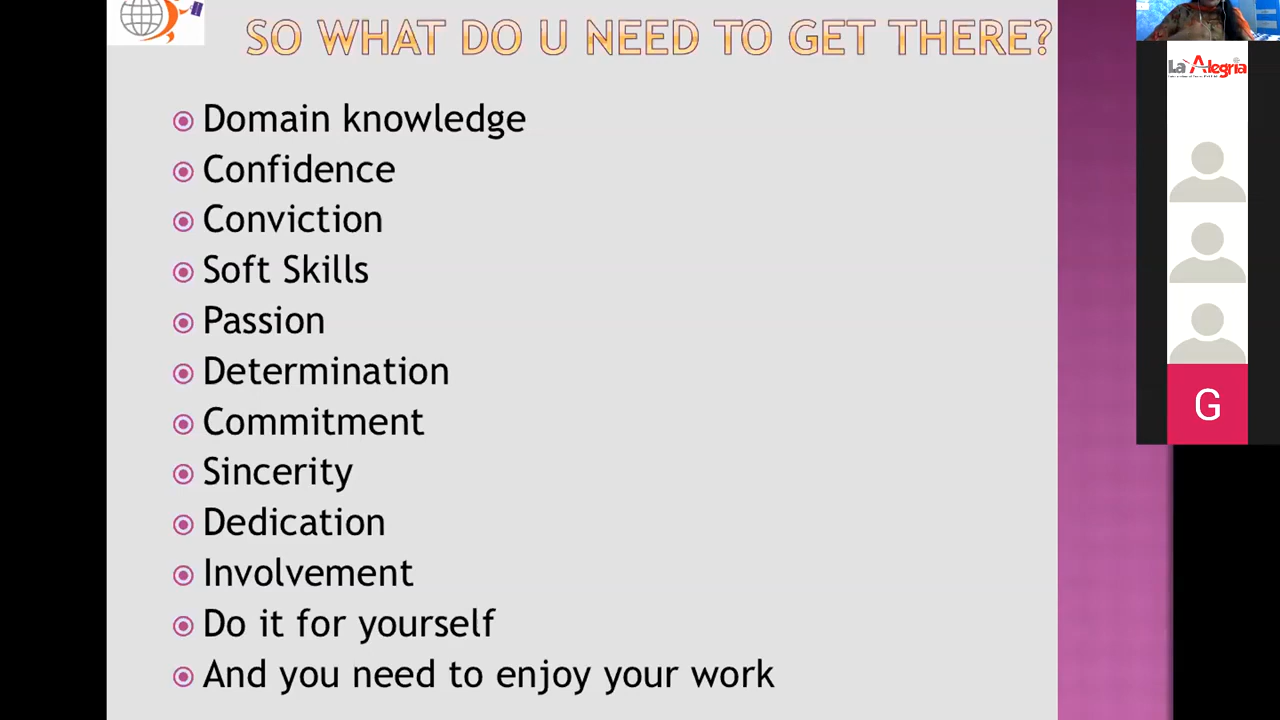 SO WHAT DO U NEED TO GET THERE?
Domain knowledge
Confidence
Conviction
Soft Skills
Passion
Determination
Commitment
Sincerity
Dedication
Involvement
Do it for yourself
And you need to enjoy your work
La Alegria
G